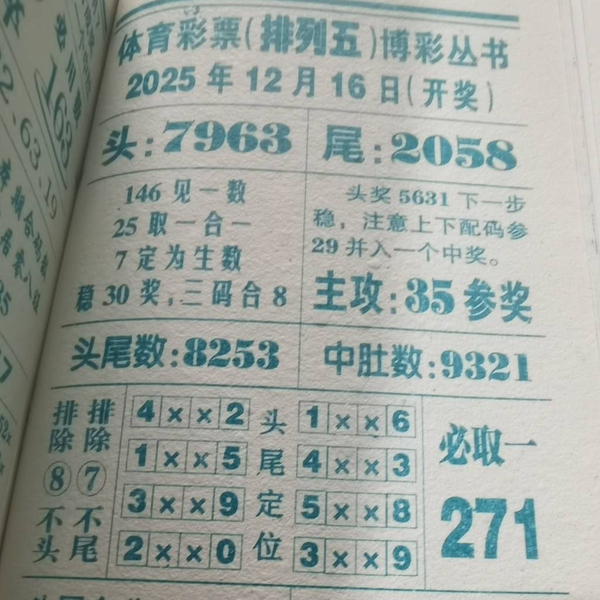 体育彩票(排列五)博彩丛书
2025年12月16日(开奖)
头:7963
尾:2058
146见一数
25取一合一
7定为生数
稳30奖,三码合8
头奖5631下一步
稳，注意上下配码参
29并入一个中奖。
主攻:35参奖
头尾数:8253
中肚数:9321
排除⑧不头
排除⑦不尾
4××2
1××5
3××9
2××0
头尾定位
1××6
4××3
5××8
3××9
必取一
271
163
2.63.19